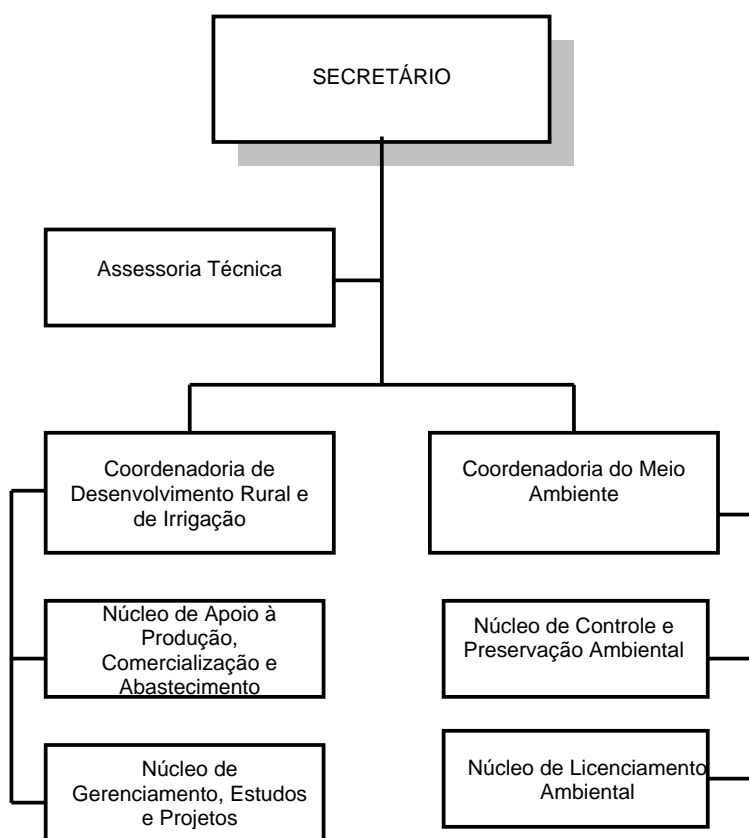 SECRETÁRIO
Assessoria Técnica
Coordenadoria de
Desenvolvimento Rural e
de Irrigação
Coordenadoria do Meio
Ambiente
Núcleo de Apoio à
Produção,
Comercialização e
Abastecimento
Núcleo de Controle e
Preservação Ambiental
Núcleo de
Gerenciamento, Estudos
e Projetos
Núcleo de Licenciamento
Ambiental